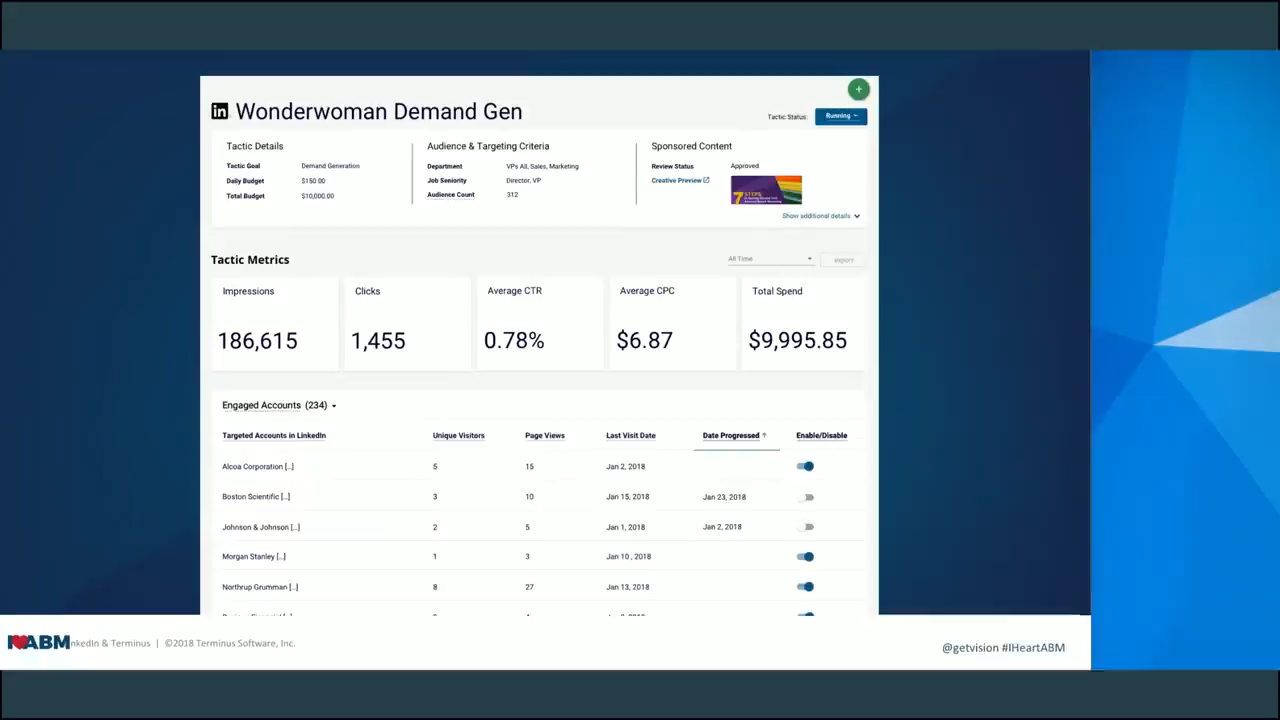 in Wonderwoman Demand Gen
+
Tactic Status: Running
Tactic Details
Tactic Goal Demand Generation
Daily Budget $150.00
Total Budget $10,000.00
Audience & Targeting Criteria
Department VPs All, Sales, Marketing
Job Seniority Director, VP
Audience Count 312
Sponsored Content
Review Status Approved
Creative Preview
7 STEPS
Show additional details
Tactic Metrics
All Time
Impressions Clicks Average CTR Average CPC Total Spend
186,615 1,455 0.78% $6.87 $9,995.85
Engaged Accounts (234)
Targeted Accounts in LinkedIn Unique Visitors Page Views Last Visit Date Date Progressed ↑ Enable/Disable
Alcoa Corporation [..] 5 15 Jan 2, 2018
Boston Scientific [..] 3 10 Jan 15, 2018 Jan 23, 2018
Johnson & Johnson [..] 2 5 Jan 1, 2018 Jan 2, 2018
Morgan Stanley [..] 1 3 Jan 10 , 2018
Northrup Grumman [..] 8 27 Jan 13, 2018
I ABM nkedIn & Terminus | ©2018 Terminus Software, Inc.
@getvision #IHeartABM